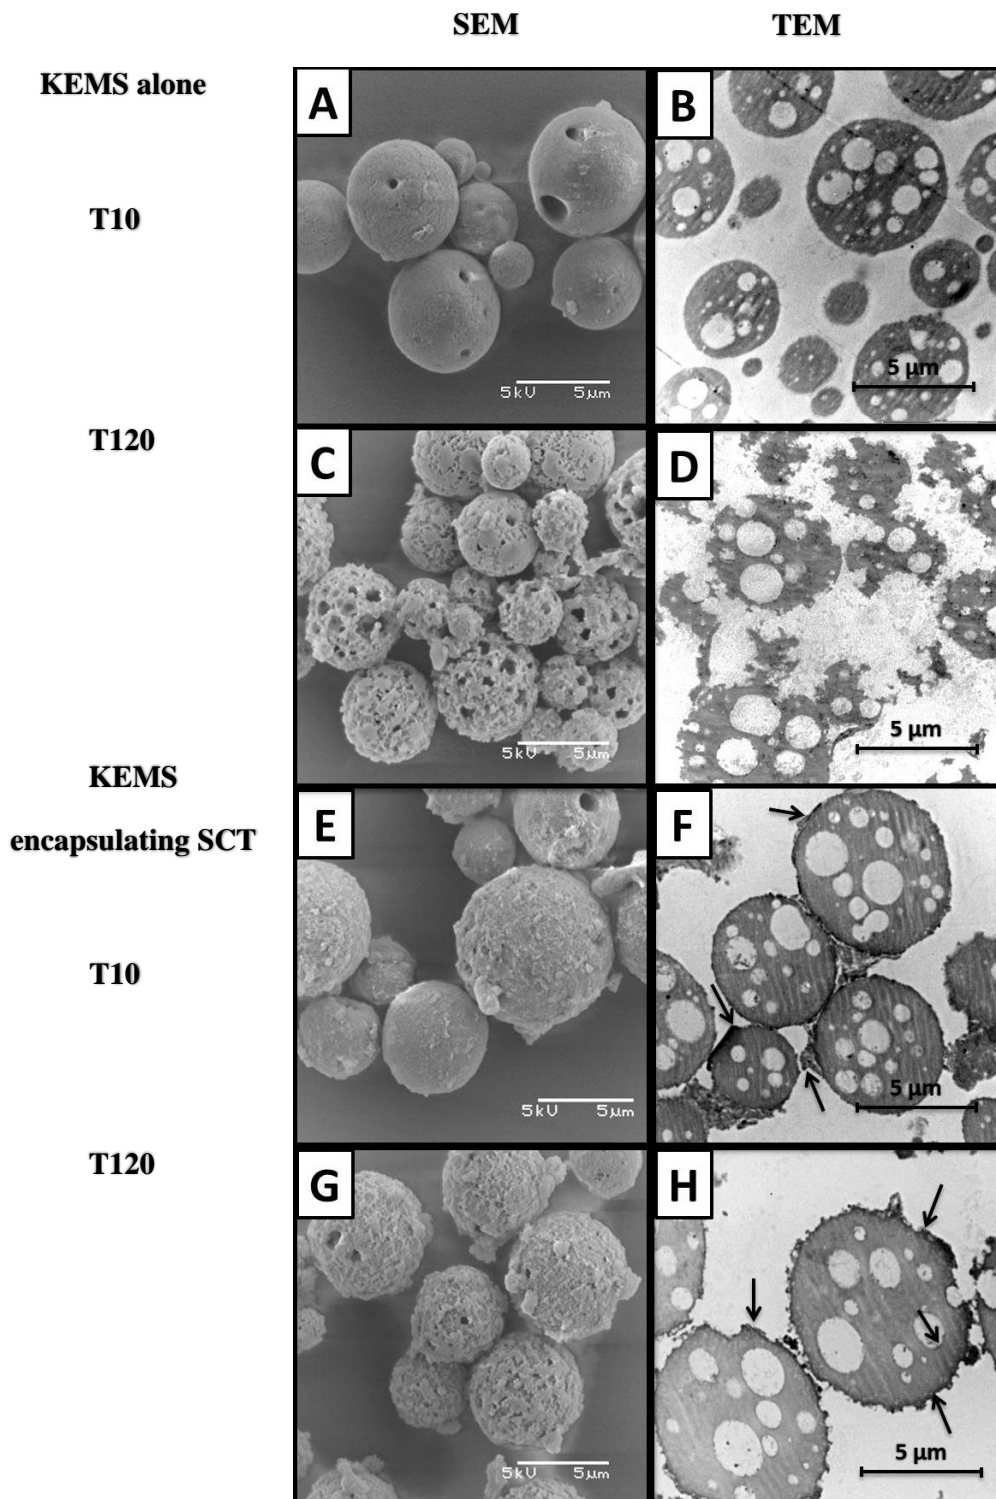 SEM TEM
KEMS alone
A B
T10
5 µm
5kV 5µm
T120
C D
5 µm
5kV 5µm
KEMS
E F
encapsulating SCT
T10
5 µm
5kV 5µm
T120
G H
5 µm
5kV 5µm